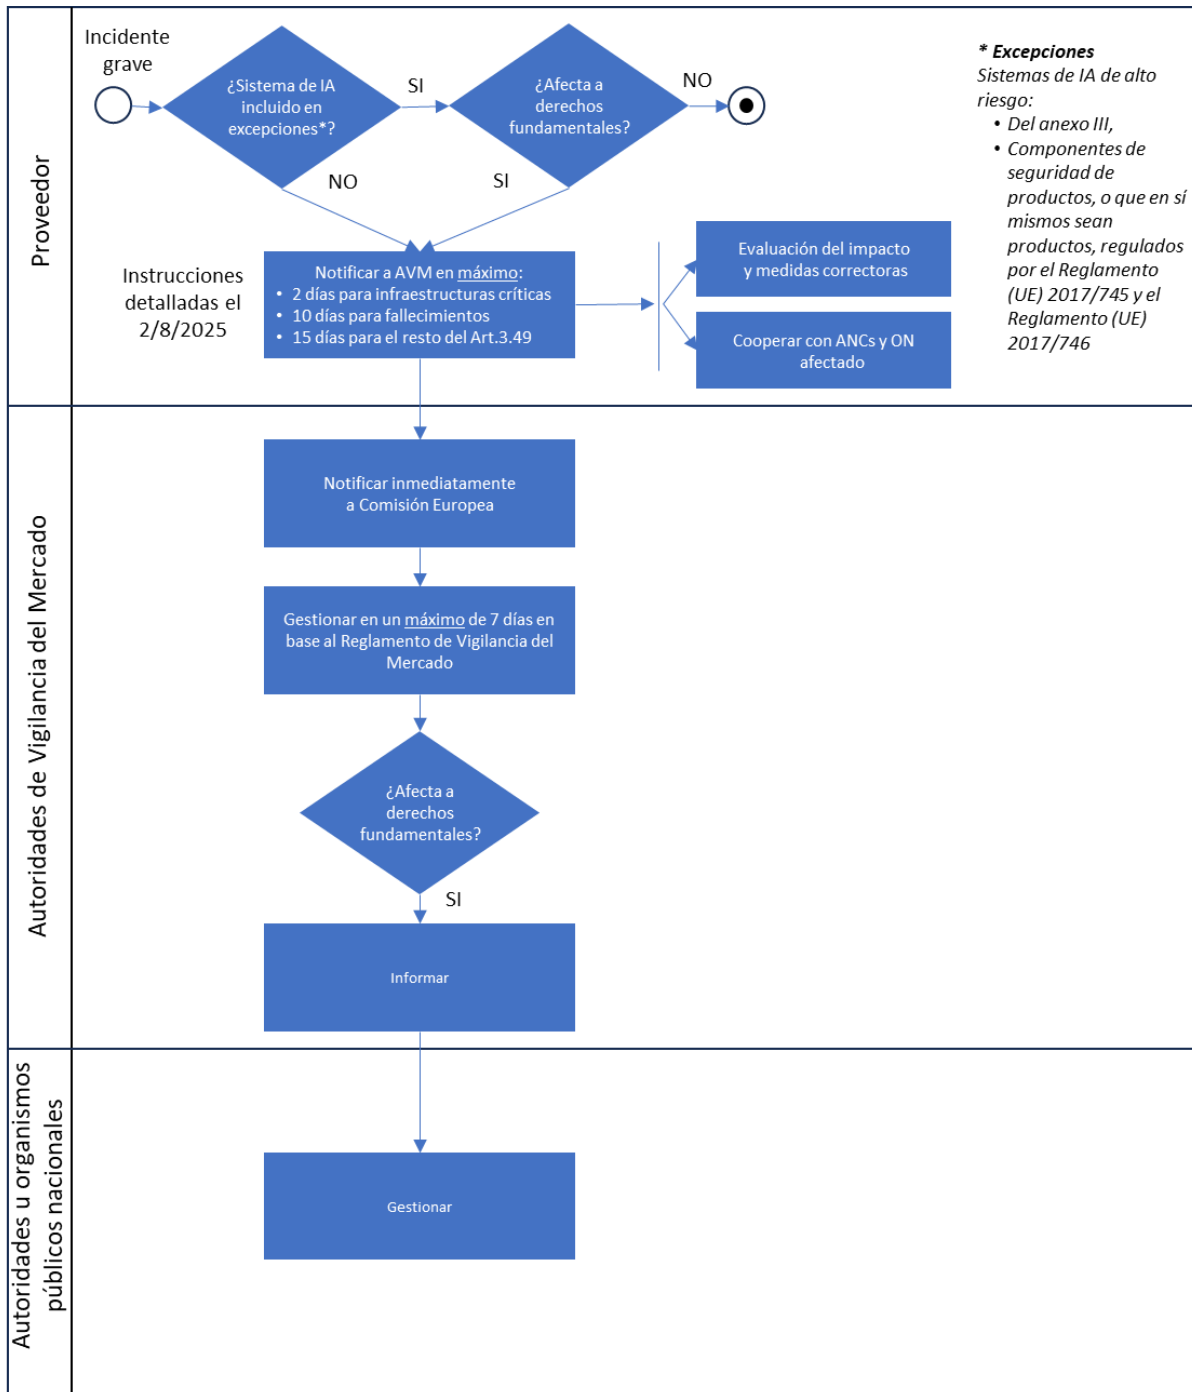 Proveedor
Incidente
grave
¿Sistema de IA
incluido en
excepciones*?
SI
¿Afecta a
derechos
fundamentales?
NO
* Excepciones
Sistemas de IA de alto
riesgo:
• Del anexo III,
• Componentes de
seguridad de
productos, o que en sí
mismos sean
productos, regulados
por el Reglamento
(UE) 2017/745 y el
Reglamento (UE)
2017/746
NO
SI
Instrucciones
detalladas el
2/8/2025
Notificar a AVM en máximo:
• 2 días para infraestructuras críticas
• 10 días para fallecimientos
• 15 días para el resto del Art.3.49
Evaluación del impacto
y medidas correctoras
Cooperar con ANCs y ON
afectado
Autoridades de Vigilancia del Mercado
Notificar inmediatamente
a Comisión Europea
Gestionar en un máximo de 7 días en
base al Reglamento de Vigilancia del
Mercado
¿Afecta a
derechos
fundamentales?
SI
Informar
Autoridades u organismos
públicos nacionales
Gestionar